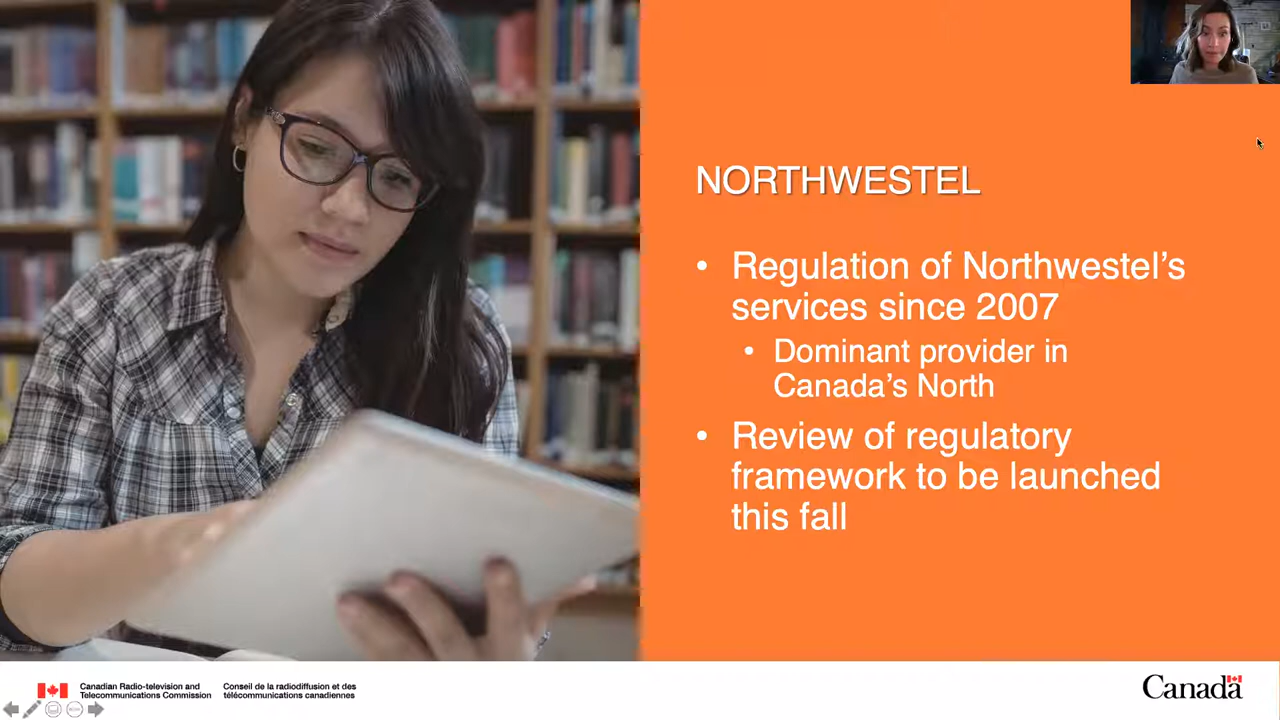 NORTHWESTEL
• Regulation of Northwestel’s
services since 2007
• Dominant provider in
Canada’s North
• Review of regulatory
framework to be launched
this fall
Canadian Radio-television and
Telecommunications Commission
Conseil de la radiodiffusion et des
télécommunications canadiennes
Canada